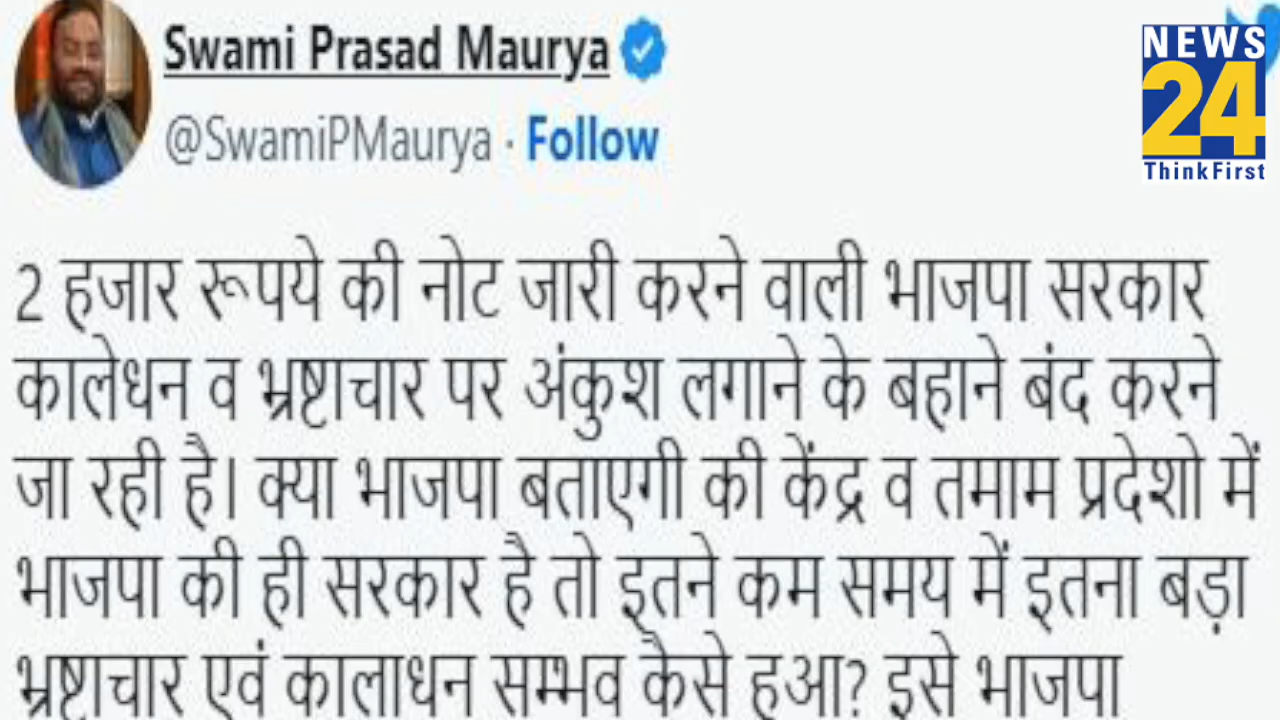 Swami Prasad Maurya
@SwamiPMaurya · Follow
NEWS
24
ThinkFirst
2 हजार रूपये की नोट जारी करने वाली भाजपा सरकार
कालेधन व भ्रष्टाचार पर अंकुश लगाने के बहाने बंद करने
जा रही है। क्या भाजपा बताएगी की केंद्र व तमाम प्रदेशो में
भाजपा की ही सरकार है तो इतने कम समय में इतना बड़ा
भ्रष्टाचार एवं कालाधन सम्भव कैसे हुआ? इसे भाजपा